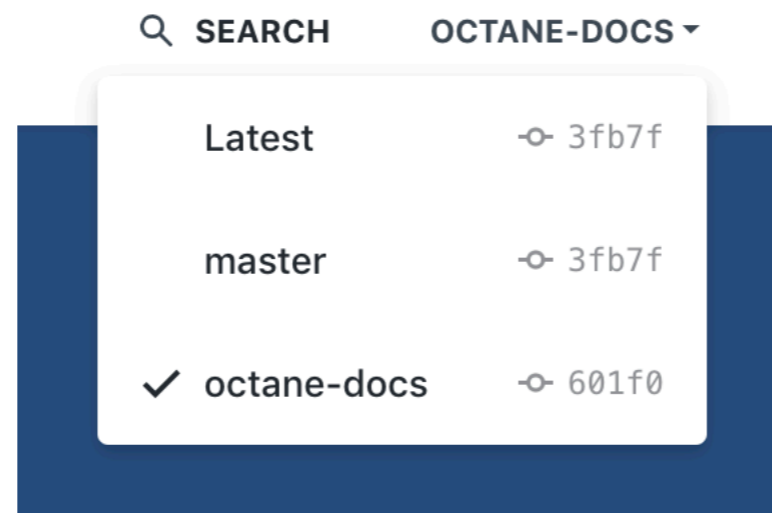 SEARCH OCTANE-DOCS
Latest 3fb7f
master 3fb7f
octane-docs 601f0